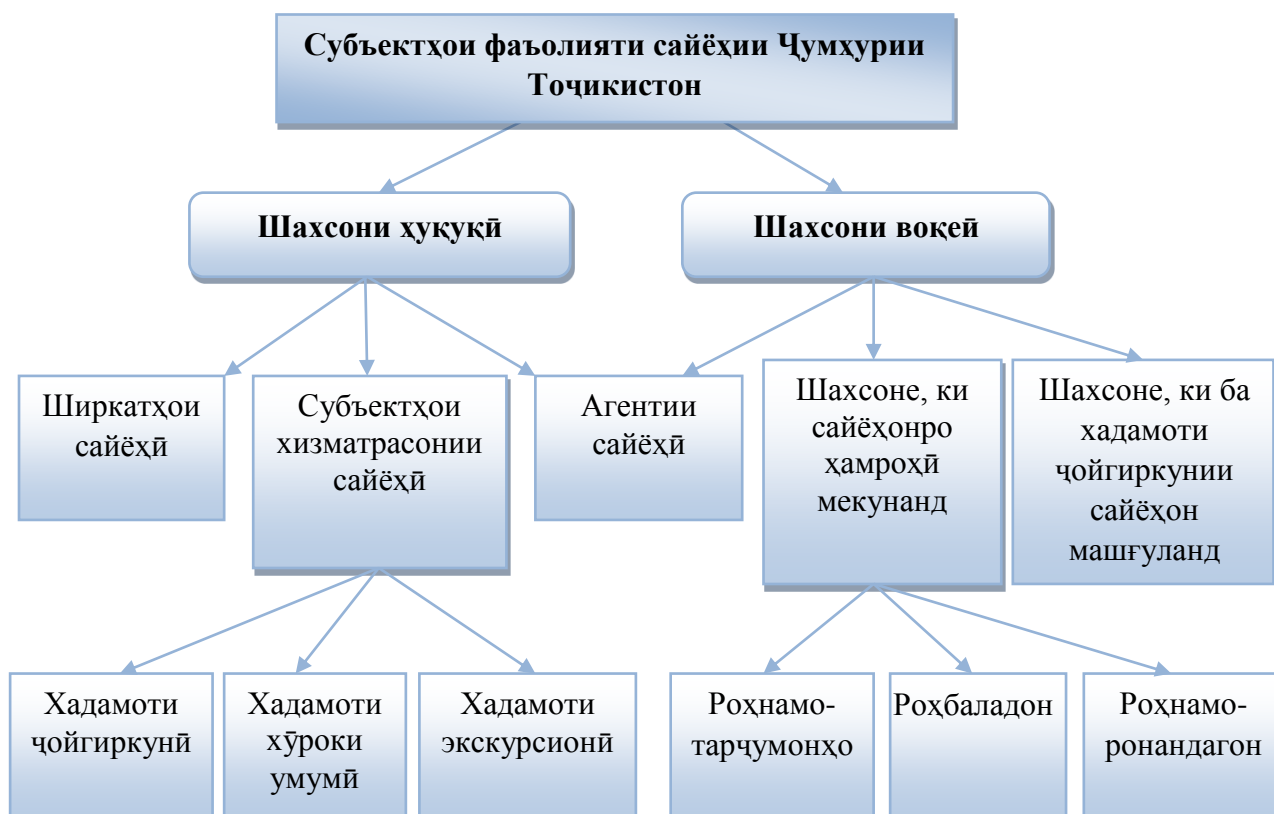 Субъектҳои фаъолияти сайёҳии Ҷумҳурии
Тоҷикистон
Шахсони ҳуқуқӣ
Шахсони воқеӣ
Ширкатҳои
сайёҳӣ
Субъектҳои
хизматрасонии
сайёҳӣ
Агентии
сайёҳӣ
Шахсоне, ки
сайёҳонро
ҳамроҳӣ
мекунанд
Шахсоне, ки ба
хадамоти
ҷойгиркунии
сайёҳон
машғуланд
Хадамоти
ҷойгиркунӣ
Хадамоти
хӯроки
умумӣ
Хадамоти
экскурсионӣ
Роҳнамо-
тарҷумонҳо
Роҳбаладон
Роҳнамо-
ронандагон